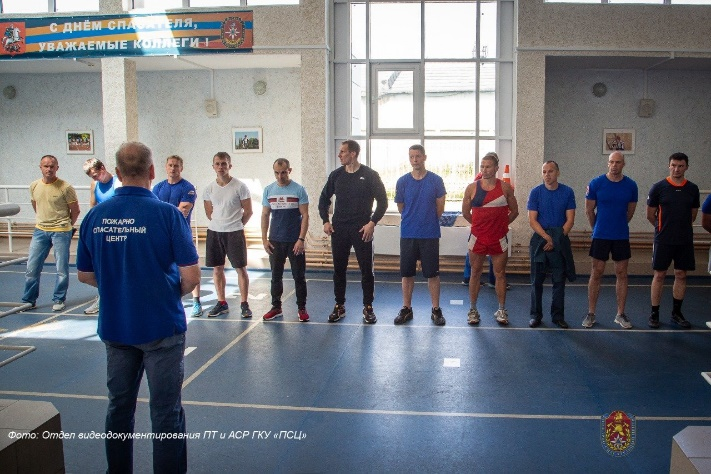 С ДНЁМ СПАСАТЕЛЯ,
УВАЖАЕМЫЕ КОЛЛЕГИ !
ПОЖАРНО
СПАСАТЕЛЬНЫЙ
ЦЕНТР
Фото: Отдел видеодокументирования ПТ и АСР ГКУ «ПСЦ»